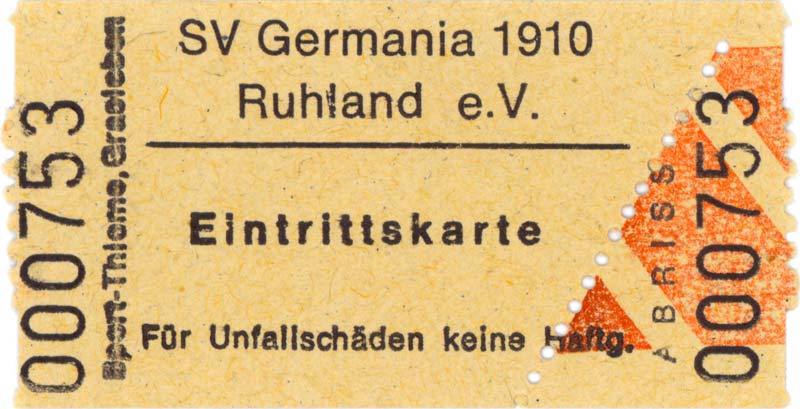 SV Germania 1910
Ruhland e.V.
Eintrittskarte
Für Unfallschäden keine Haftg.
000753
Sport-Thieme, Grasleben
ABRISS
000753